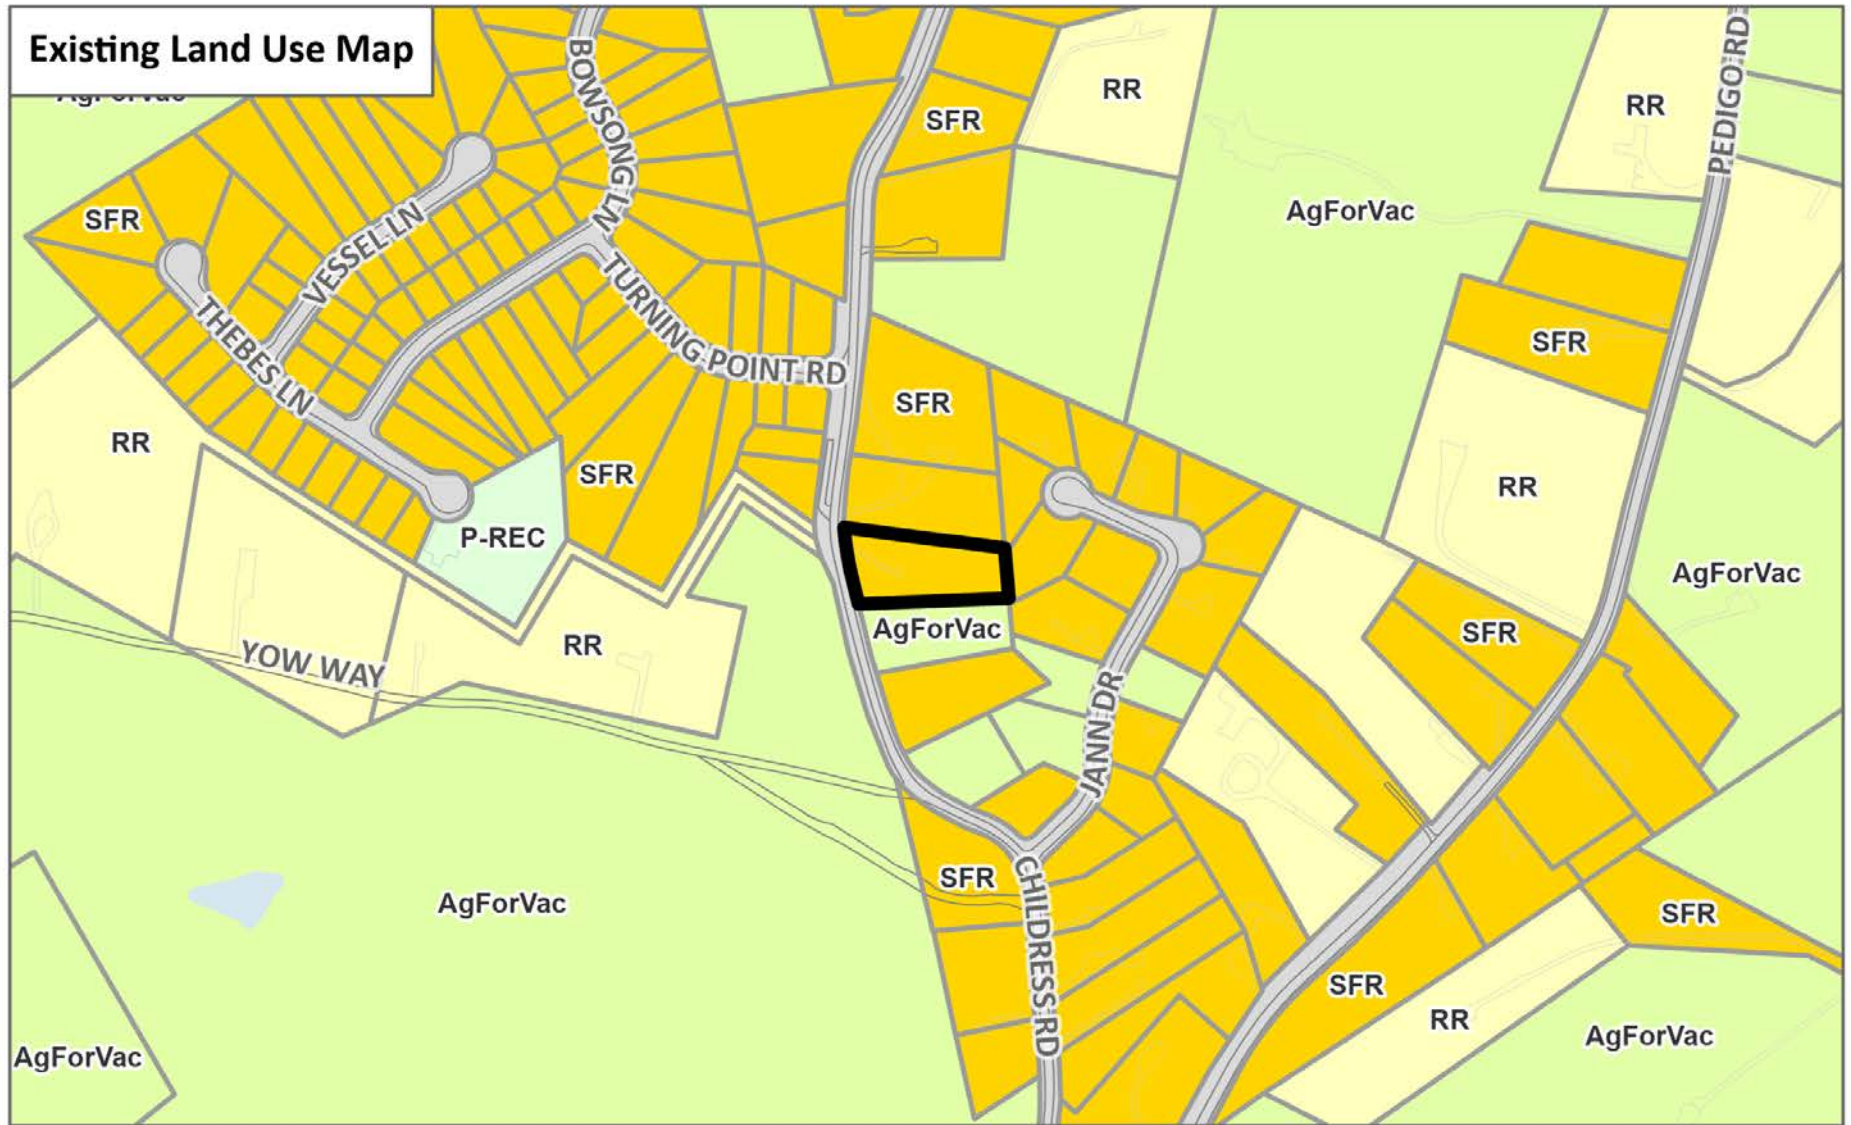 Existing Land Use Map
AgForVac
BOWSONG LN
PEDIGO RD
RR
RR
SFR
SFR
AgForVac
VESSEL LN
THEBES LN
TURNING POINT RD
SFR
SFR
RR
SFR
RR
P-REC
AgForVac
AgForVac
SFR
RR
YOW WAY
JANN DR
SFR
AgForVac
CHILDRESS RD
SFR
SFR
RR
AgForVac
AgForVac